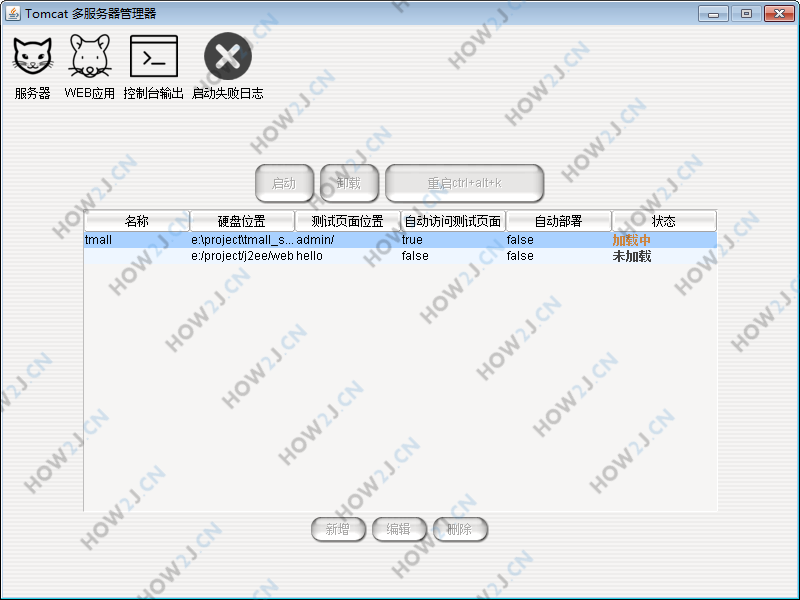 Tomcat 多服务器管理器
服务器 WEB应用 控制台输出 启动失败日志
启动 卸载 重启ctrl+alt+k
名称 硬盘位置 测试页面位置 自动访问测试页面 自动部署 状态
tmall e:\project\tmall_s... admin/ true false 加载中
e:/project/j2ee/web hello false false 未加载
新增 编辑 删除
HOW2J.CN